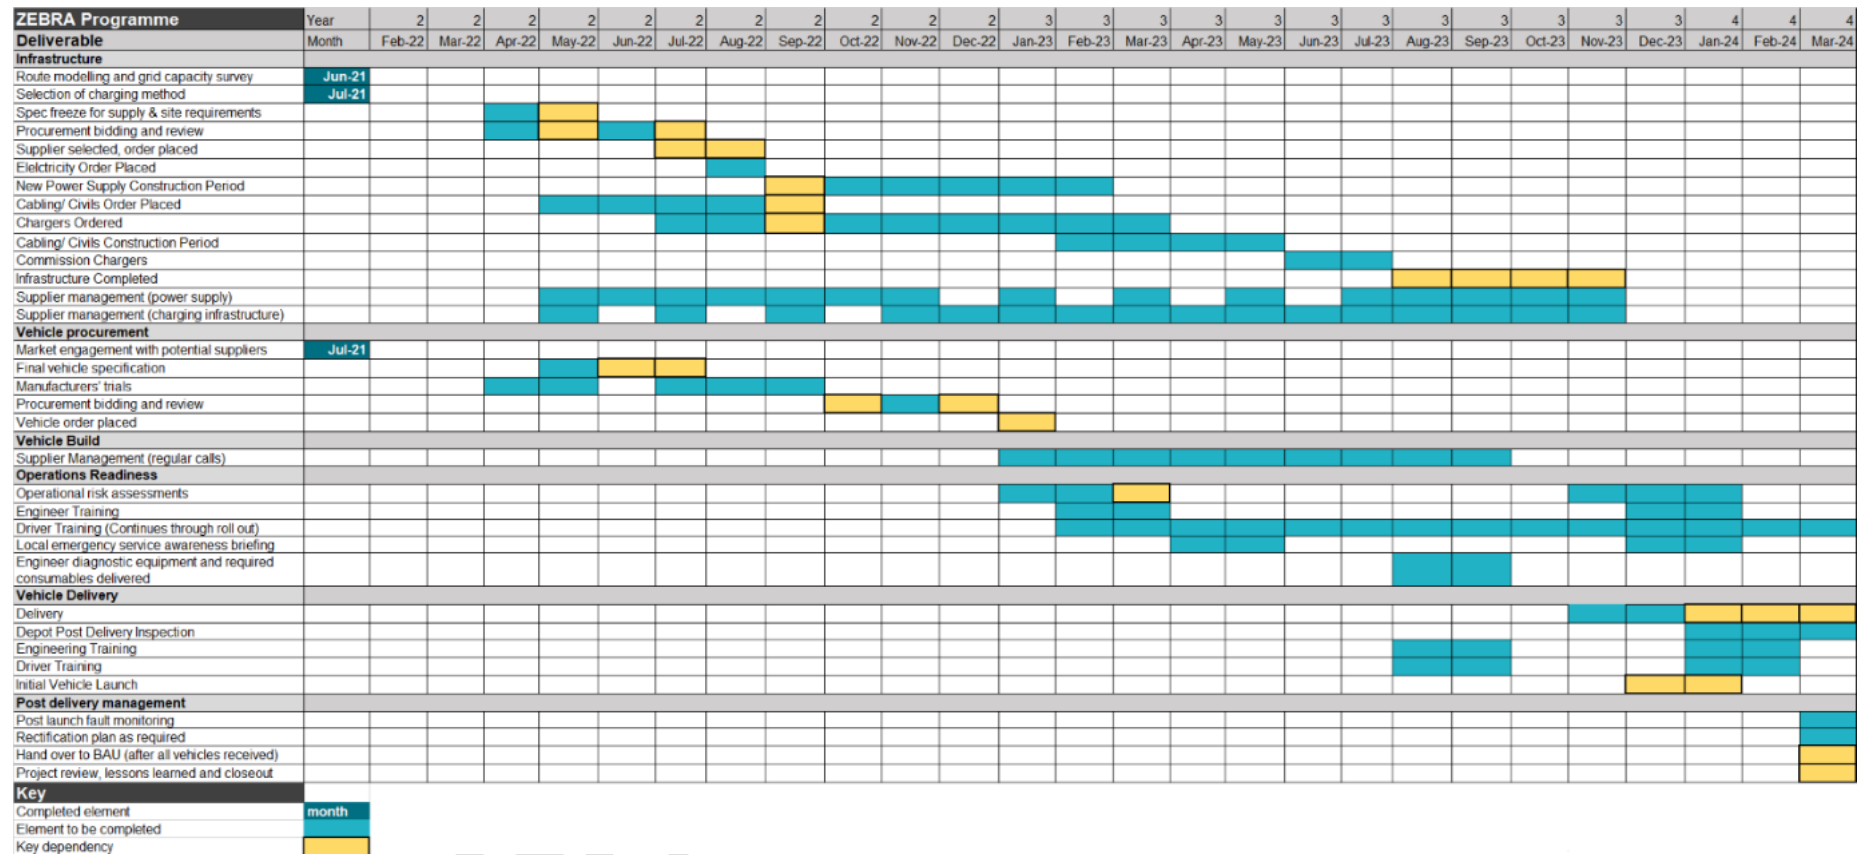 ZEBRA Programme Year 2 2 2 2 2 2 2 2 2 2 2 3 3 3 3 3 3 3 3 3 3 3 3 4 4 4
Deliverable Month Feb-22 Mar-22 Apr-22 May-22 Jun-22 Jul-22 Aug-22 Sep-22 Oct-22 Nov-22 Dec-22 Jan-23 Feb-23 Mar-23 Apr-23 May-23 Jun-23 Jul-23 Aug-23 Sep-23 Oct-23 Nov-23 Dec-23 Jan-24 Feb-24 Mar-24
Infrastructure
Route modelling and grid capacity survey Jun-21
Selection of charging method Jul-21
Spec freeze for supply & site requirements
Procurement bidding and review
Supplier selected, order placed
Elelctricity Order Placed
New Power Supply Construction Period
Cabling/ Civils Order Placed
Chargers Ordered
Cabling/ Civils Construction Period
Commission Chargers
Infrastructure Completed
Supplier management (power supply)
Supplier management (charging infrastructure)
Vehicle procurement
Market engagement with potential suppliers Jul-21
Final vehicle specification
Manufacturers' trials
Procurement bidding and review
Vehicle order placed
Vehicle Build
Supplier Management (regular calls)
Operations Readiness
Operational risk assessments
Engineer Training
Driver Training (Continues through roll out)
Local emergency service awareness briefing
Engineer diagnostic equipment and required
consumables delivered
Vehicle Delivery
Delivery
Depot Post Delivery Inspection
Engineering Training
Driver Training
Initial Vehicle Launch
Post delivery management
Post launch fault monitoring
Rectification plan as required
Hand over to BAU (after all vehicles received)
Project review, lessons learned and closeout
Key
Completed element month
Element to be completed
Key dependency